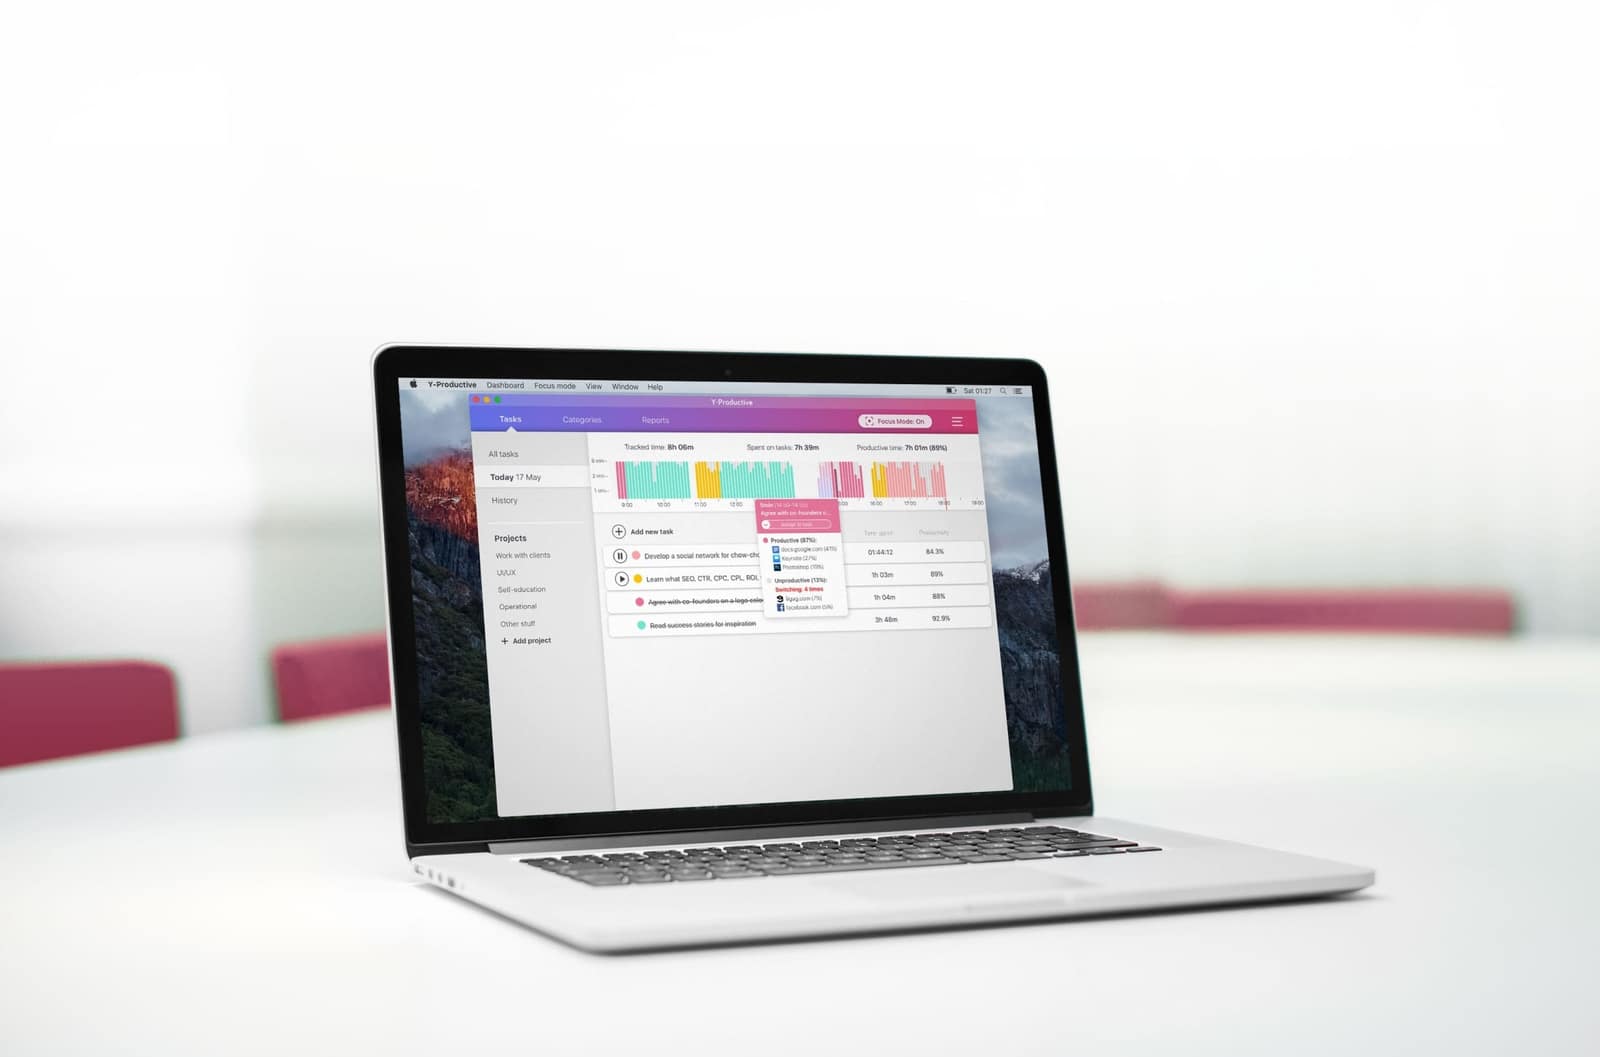 Y-Productive Dashboard Focus mode View Window Help Sat 01:27
Y-Productive
Tasks Categories Reports Focus Mode: On
All tasks
Today 17 May
History
Projects
Work with clients
UI/UX
Self-education
Operational
Other stuff
+ Add project
Tracked time: 8h 06m Spent on tasks: 7h 39m Productive time: 7h 01m (89%)
9:00 10:00 11:00 12:00 16:00 17:00 18:00 19:00
Agree with co-founders o...
Assign to task
Productive (87%):
docs.google.com (41%)
Keynote (27%)
Photoshop (19%)
Unproductive (13%):
Switching: 4 times
9gag.com (7%)
facebook.com (5%)
Add new task
Time spent Productivity
Develop a social network for chow-cho 01:44:12 84.3%
Learn what SEO, CTR, CPC, CPL, ROI, 1h 03m 89%
Agree with co-founders on a logo colo 1h 04m 88%
Read success stories for inspiration 3h 48m 92.9%